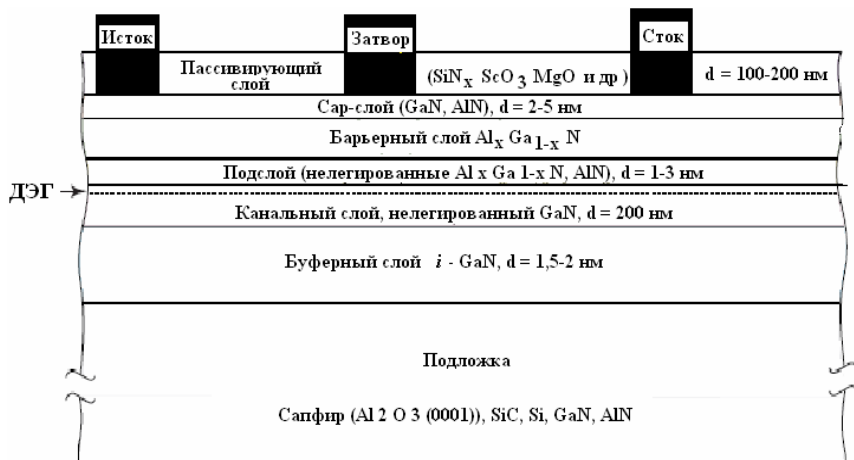 Исток
Затвор
Сток
Пассивирующий
слой
(SiNx ScO3 MgO и др )
d = 100-200 нм
Cap-слой (GaN, AlN), d = 2-5 нм
Барьерный слой Alx Ga1-x N
Подслой (нелегированные Al x Ga 1-x N, AlN), d = 1-3 нм
ДЭГ
Канальный слой, нелегированный GaN, d = 200 нм
Буферный слой i - GaN, d = 1,5-2 нм
Подложка
Сапфир (Al 2 O 3 (0001)), SiC, Si, GaN, AlN